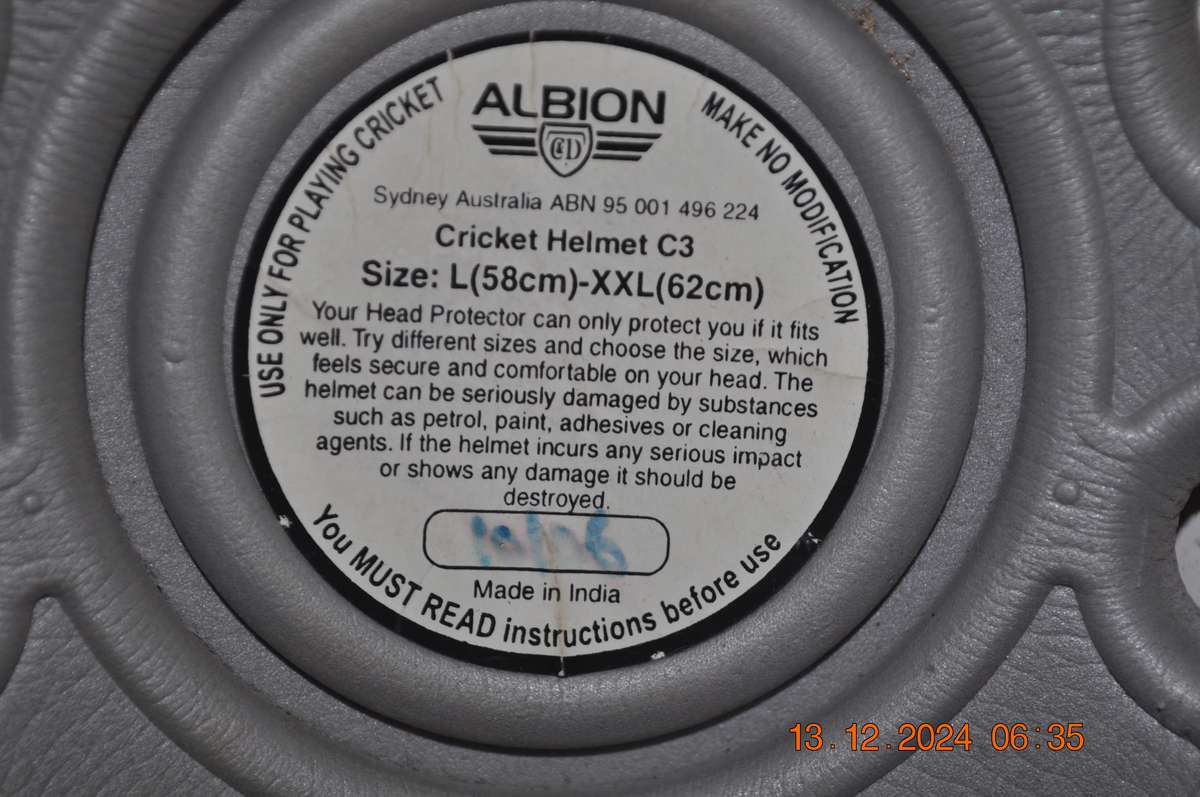 ALBION
C&D
Sydney Australia ABN 95 001 496 224
Cricket Helmet C3
Size: L(58cm)-XXL(62cm)
Your Head Protector can only protect you if it fits
well. Try different sizes and choose the size, which
feels secure and comfortable on your head. The
helmet can be seriously damaged by substances
such as petrol, paint, adhesives or cleaning
agents. If the helmet incurs any serious impact
or shows any damage it should be
destroyed.
Made in India
USE ONLY FOR PLAYING CRICKET
MAKE NO MODIFICATION
You MUST READ instructions before use
13.12.2024 06:35